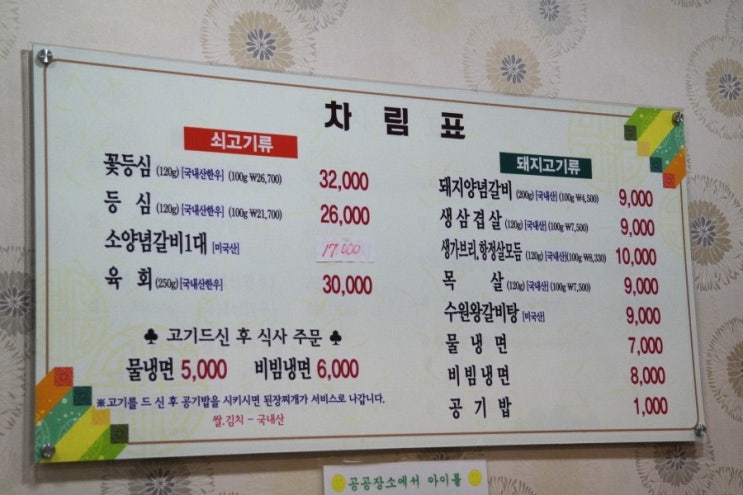 차림표
쇠고기류
꽃등심 (120g) [국내산한우] (100g ₩26,700) 32,000
등심 (120g) [국내산한우] (100g ₩21,700) 26,000
소양념갈비1대 [미국산] 17,000
육회 (250g) [국내산한우] 30,000
♣ 고기드신 후 식사 주문 ♣
물냉면 5,000 비빔냉면 6,000
※고기를 드신 후 공기밥을 시키시면 된장찌개가 서비스로 나갑니다.
쌀.김치 - 국내산
돼지고기류
돼지양념갈비 (200g) [국내산] (100g ₩4,500) 9,000
생삼겹살 (120g) [국내산] (100g ₩7,500) 9,000
생가브리,항정살모듬 (120g) [국내산] (100g ₩8,330) 10,000
목살 (120g) [국내산] (100g ₩7,500) 9,000
수원왕갈비탕 [미국산] 9,000
물냉면 7,000
비빔냉면 8,000
공기밥 1,000
공공장소에서 아이들